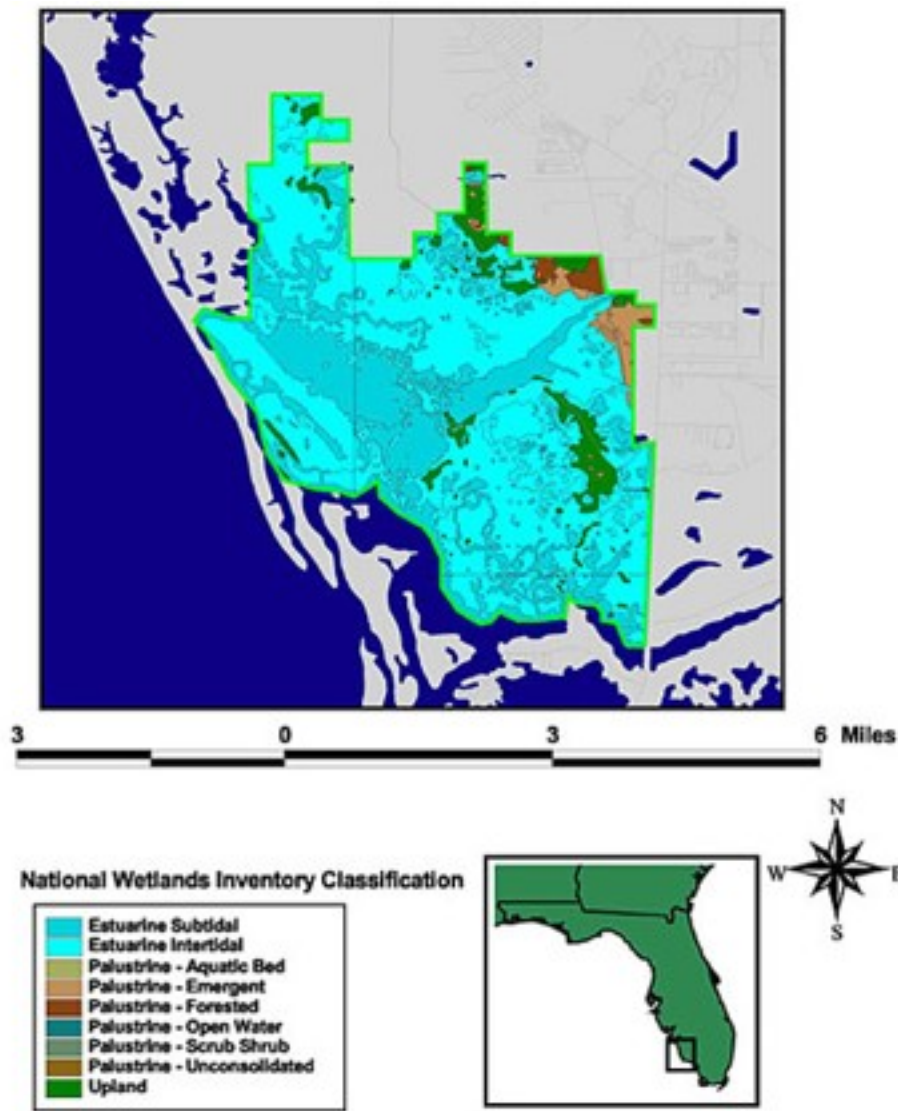 3 0 3 6 Miles
N
W E
S
National Wetlands Inventory Classification
Estuarine Subtidal
Estuarine Intertidal
Palustrine - Aquatic Bed
Palustrine - Emergent
Palustrine - Forested
Palustrine - Open Water
Palustrine - Scrub Shrub
Palustrine - Unconsolidated
Upland